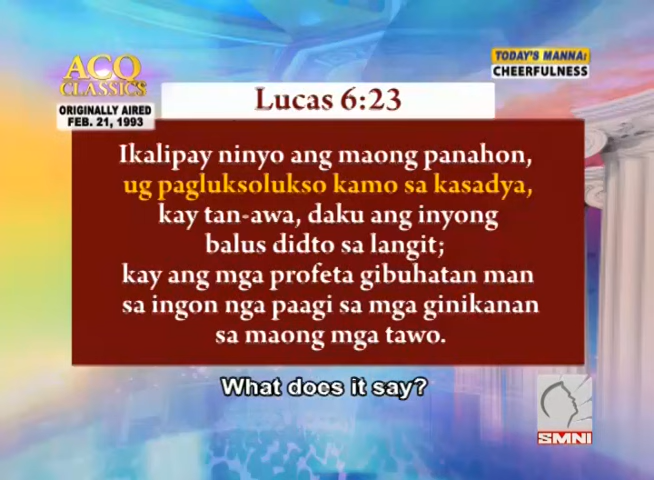 ACQ
CLASSICS
ORIGINALLY AIRED
FEB. 21, 1993
TODAY'S MANNA:
CHEERFULNESS
Lucas 6:23
Ikalipay ninyo ang maong panahon,
ug pagluksolukso kamo sa kasadya,
kay tan-awa, daku ang inyong
balus didto sa langit;
kay ang mga profeta gibuhatan man
sa ingon nga paagi sa mga ginikanan
sa maong mga tawo.
What does it say?
SMNI